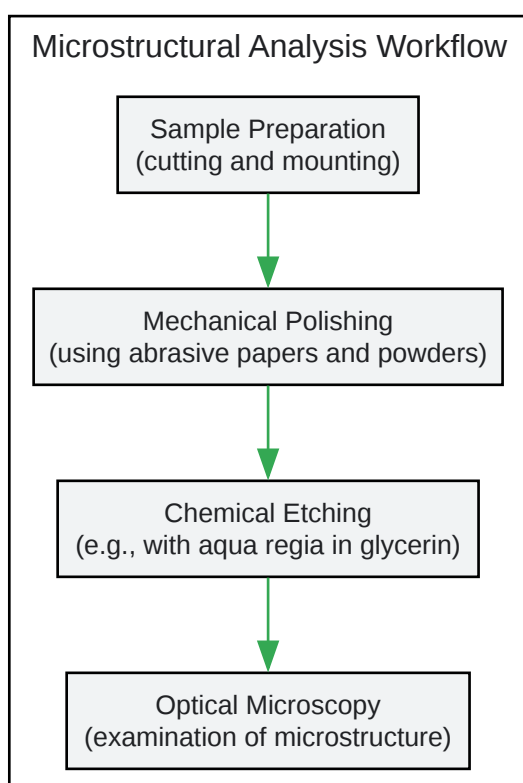 Microstructural Analysis Workflow
Sample Preparation
(cutting and mounting)
Mechanical Polishing
(using abrasive papers and powders)
Chemical Etching
(e.g., with aqua regia in glycerin)
Optical Microscopy
(examination of microstructure)